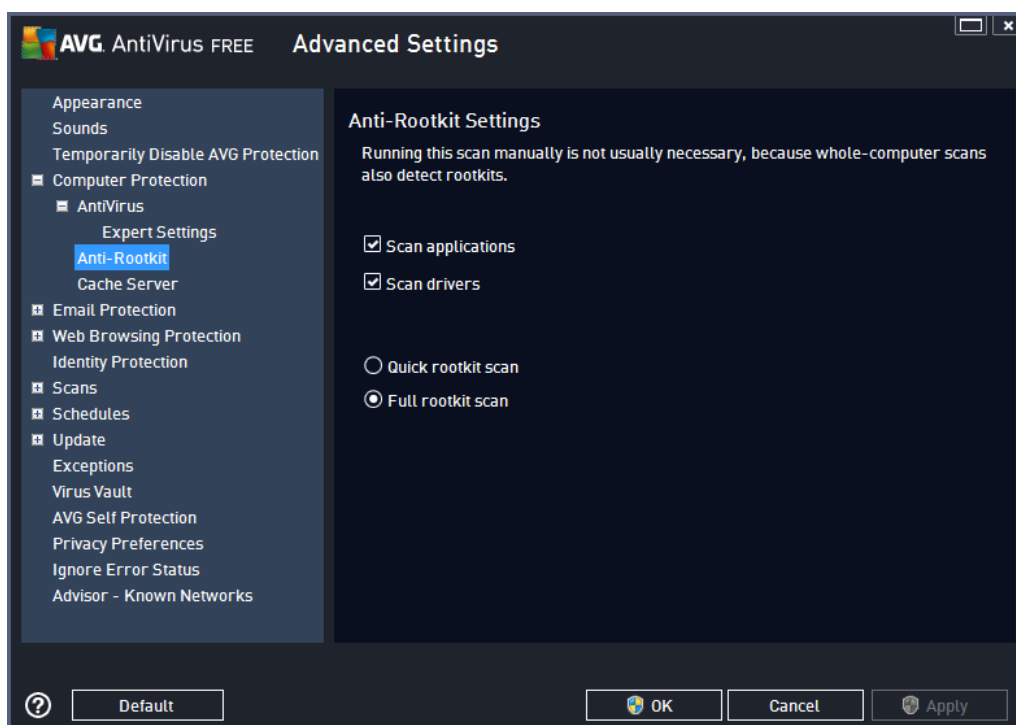 AVG. AntiVirus FREE Advanced Settings
Appearance
Sounds
Temporarily Disable AVG Protection
Computer Protection
AntiVirus
Expert Settings
Anti-Rootkit
Cache Server
Email Protection
Web Browsing Protection
Identity Protection
Scans
Schedules
Update
Exceptions
Virus Vault
AVG Self Protection
Privacy Preferences
Ignore Error Status
Advisor - Known Networks
Anti-Rootkit Settings
Running this scan manually is not usually necessary, because whole-computer scans
also detect rootkits.
Scan applications
Scan drivers
Quick rootkit scan
Full rootkit scan
? Default OK Cancel Apply